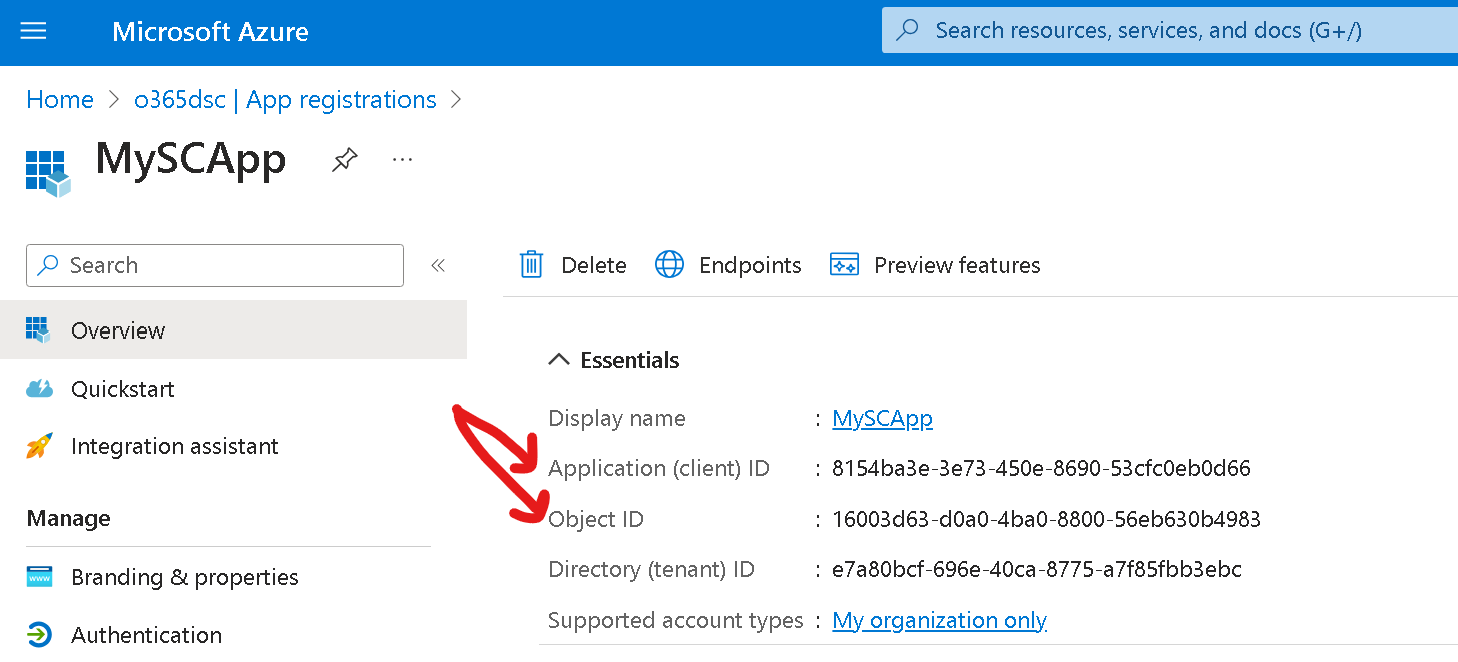 Microsoft Azure
Search resources, services, and docs (G+/)
Home > o365dsc | App registrations >
MySCApp
...
Search
«
Delete Endpoints Preview features
Overview
Quickstart
Integration assistant
Manage
Branding & properties
Authentication
Essentials
Display name : MySCApp
Application (client) ID : 8154ba3e-3e73-450e-8690-53cfc0eb0d66
Object ID : 16003d63-d0a0-4ba0-8800-56eb630b4983
Directory (tenant) ID : e7a80bcf-696e-40ca-8775-a7f85fbb3ebc
Supported account types : My organization only